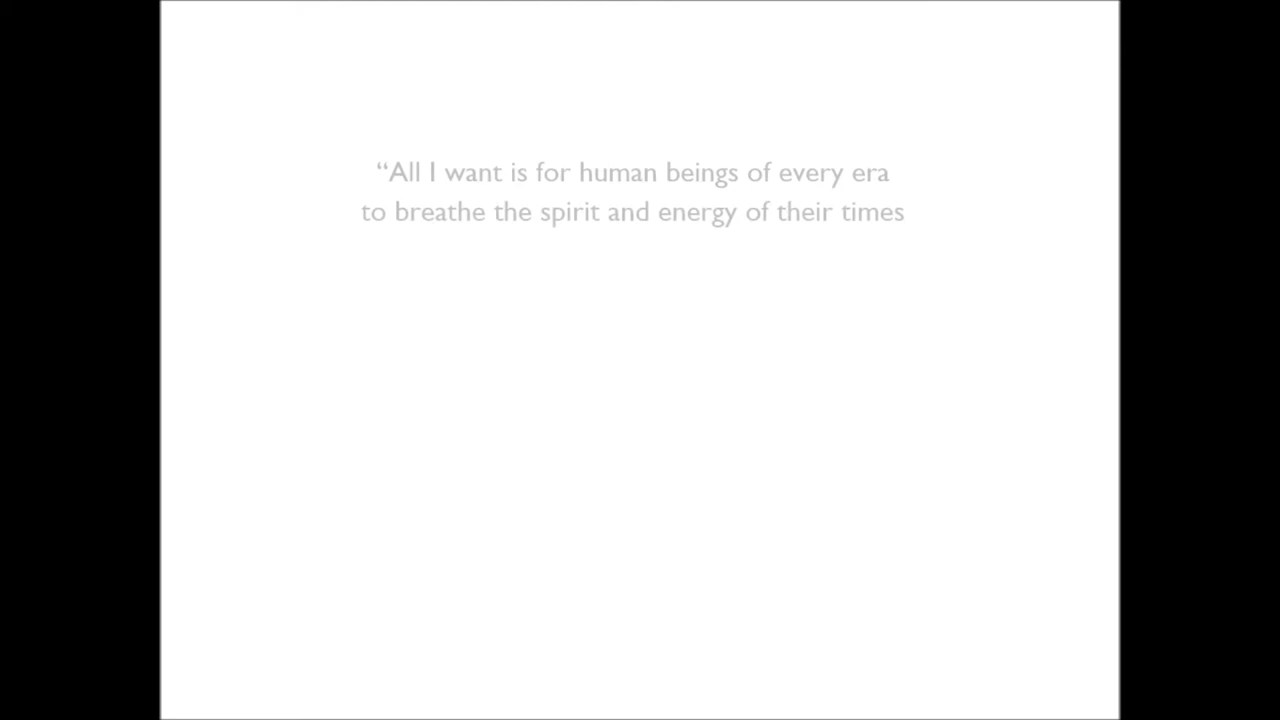 “All I want is for human beings of every era
to breathe the spirit and energy of their times